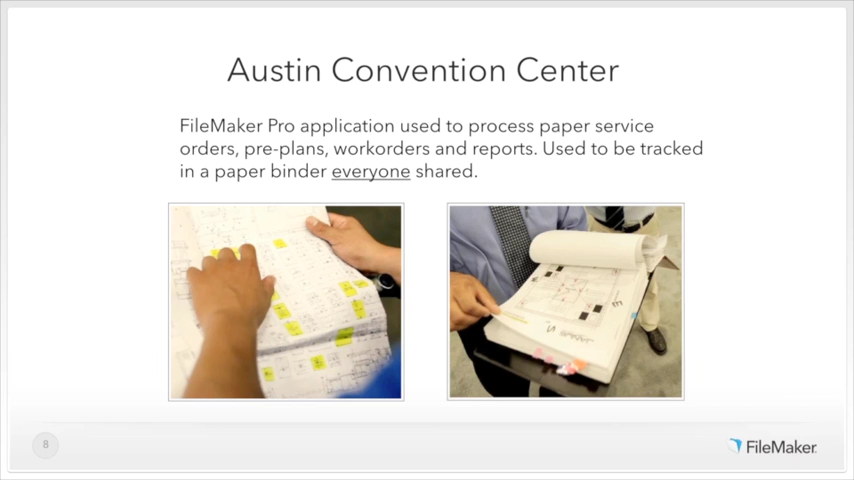 Austin Convention Center
FileMaker Pro application used to process paper service
orders, pre-plans, workorders and reports. Used to be tracked
in a paper binder everyone shared.
8
FileMaker